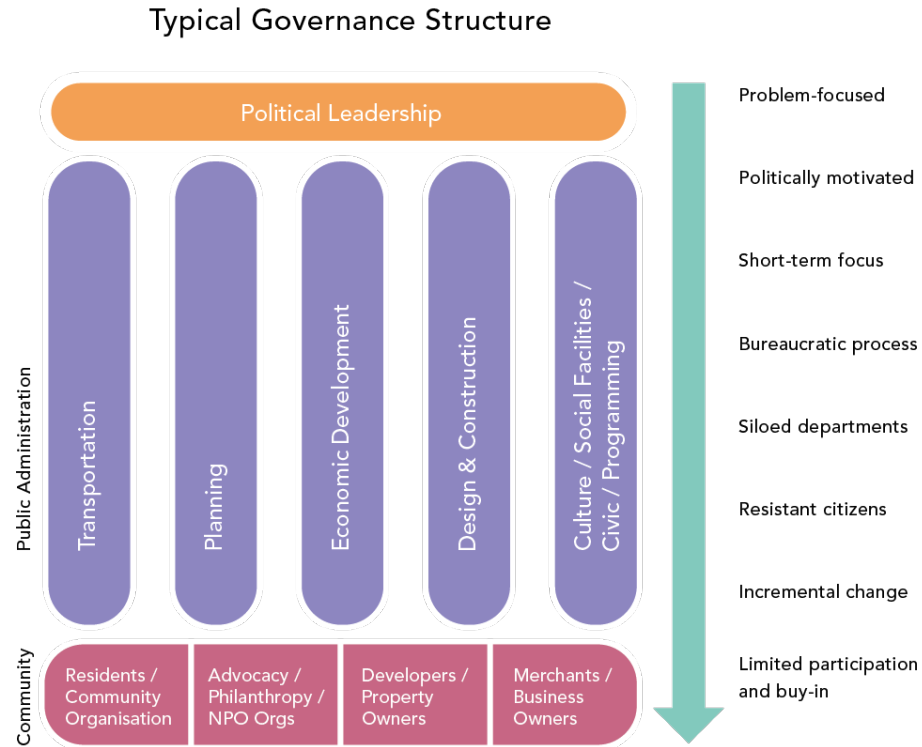 Typical Governance Structure
Political Leadership
Public Administration
Transportation
Planning
Economic Development
Design & Construction
Culture / Social Facilities /
Civic / Programming
Community
Residents /
Community
Organisation
Advocacy /
Philanthropy /
NPO Orgs
Developers /
Property
Owners
Merchants /
Business
Owners
Problem-focused
Politically motivated
Short-term focus
Bureaucratic process
Siloed departments
Resistant citizens
Incremental change
Limited participation
and buy-in